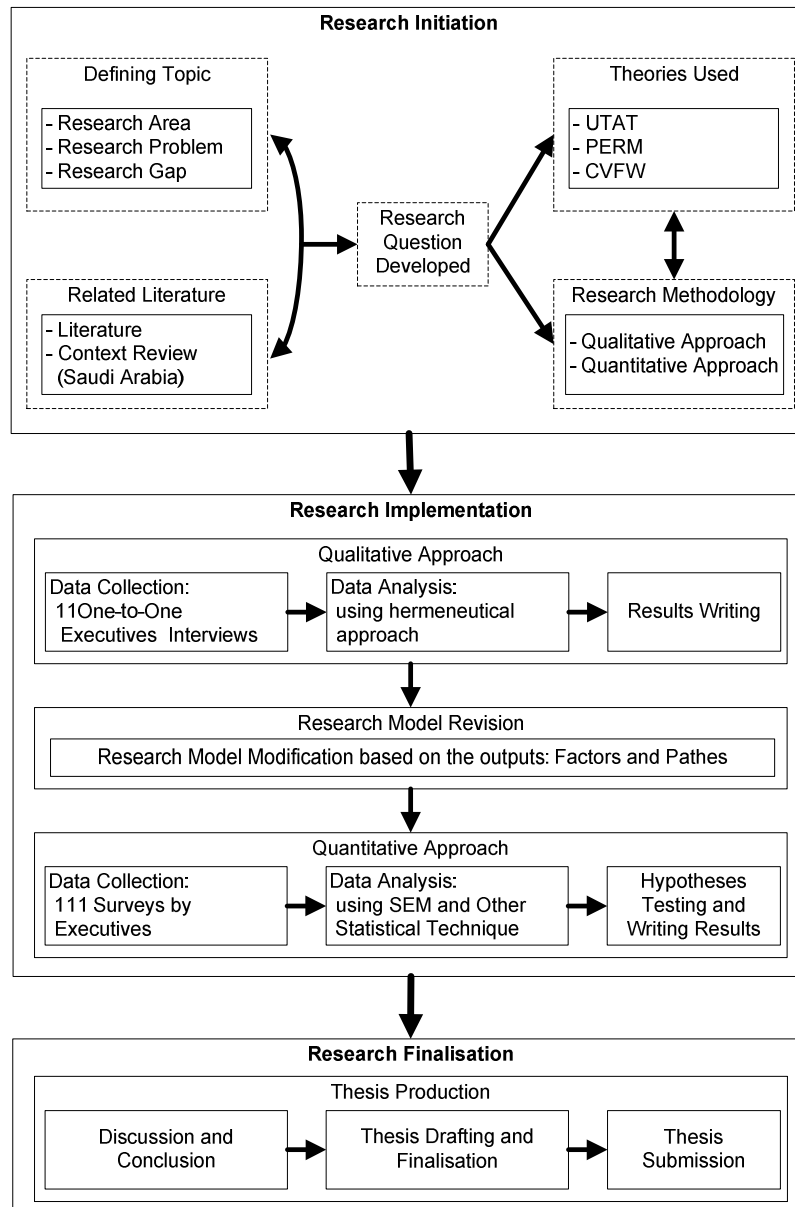 Research Initiation
Defining Topic
- Research Area
- Research Problem
- Research Gap
Related Literature
- Literature
- Context Review
(Saudi Arabia)
Research
Question
Developed
Theories Used
- UTAT
- PERM
- CVFW
Research Methodology
- Qualitative Approach
- Quantitative Approach
Research Implementation
Qualitative Approach
Data Collection:
11One-to-One
Executives Interviews
Data Analysis:
using hermeneutical
approach
Results Writing
Research Model Revision
Research Model Modification based on the outputs: Factors and Pathes
Quantitative Approach
Data Collection:
111 Surveys by
Executives
Data Analysis:
using SEM and Other
Statistical Technique
Hypotheses
Testing and
Writing Results
Research Finalisation
Thesis Production
Discussion and
Conclusion
Thesis Drafting and
Finalisation
Thesis
Submission